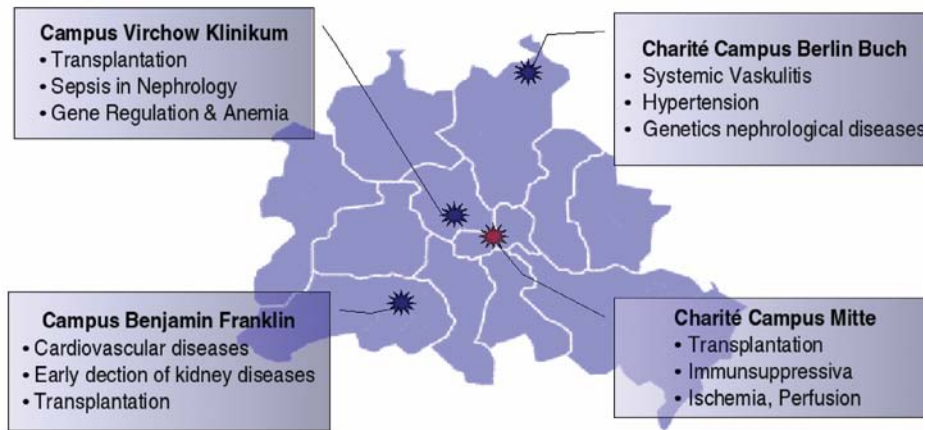 Campus Virchow Klinikum
• Transplantation
• Sepsis in Nephrology
• Gene Regulation & Anemia
Charité Campus Berlin Buch
• Systemic Vaskulitis
• Hypertension
• Genetics nephrological diseases
Campus Benjamin Franklin
• Cardiovascular diseases
• Early dection of kidney diseases
• Transplantation
Charité Campus Mitte
• Transplantation
• Immunsuppressiva
• Ischemia, Perfusion